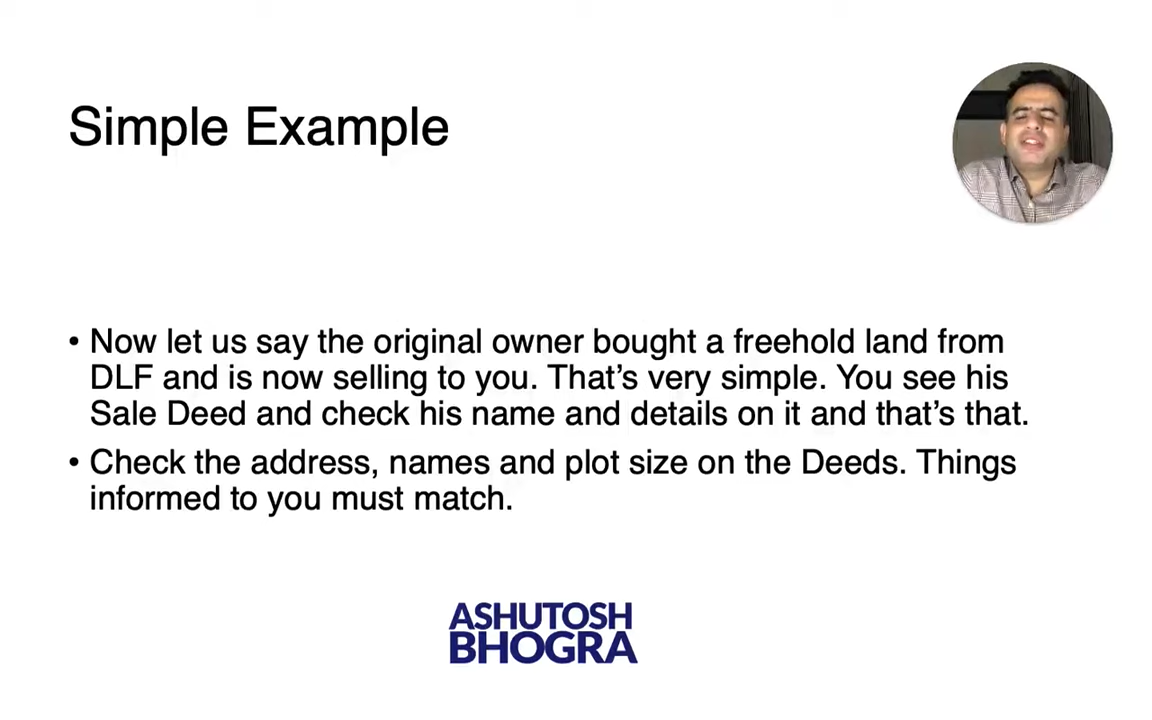 Simple Example
• Now let us say the original owner bought a freehold land from
DLF and is now selling to you. That’s very simple. You see his
Sale Deed and check his name and details on it and that’s that.
• Check the address, names and plot size on the Deeds. Things
informed to you must match.
ASHUTOSH
BHOGRA